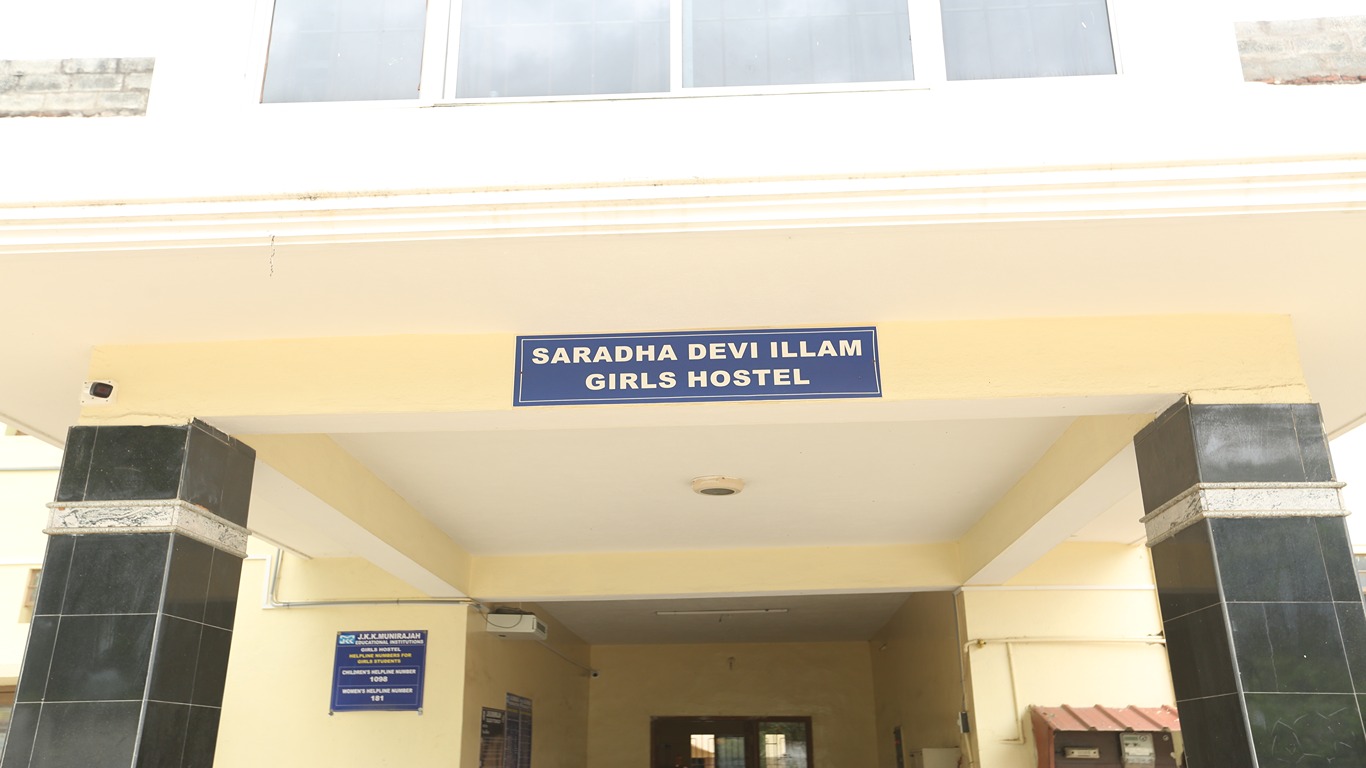 SARADHA DEVI ILLAM
GIRLS HOSTEL
J.K.K.MUNIRAJAH
EDUCATIONAL INSTITUTIONS
GIRLS HOSTEL
HELPLINE NUMBERS FOR
GIRLS STUDENTS
CHILDREN'S HELPLINE NUMBER
1098
WOMEN'S HELPLINE NUMBER
181